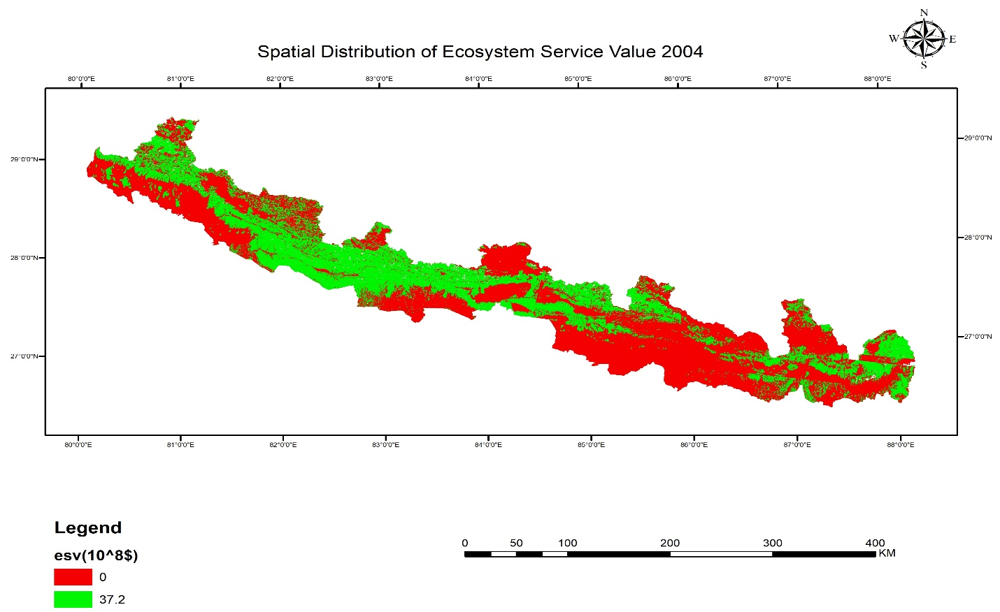 N
W E
S
Spatial Distribution of Ecosystem Service Value 2004
80°0'0"E 81°0'0"E 82°0'0"E 83°0'0"E 84°0'0"E 85°0'0"E 86°0'0"E 87°0'0"E 88°0'0"E
29°0'0"N
29°0'0"N
28°0'0"N
28°0'0"N
27°0'0"N
27°0'0"N
80°0'0"E 81°0'0"E 82°0'0"E 83°0'0"E 84°0'0"E 85°0'0"E 86°0'0"E 87°0'0"E 88°0'0"E
Legend
esv(10^8$)
0
37.2
0 50 100 200 300 400
KM